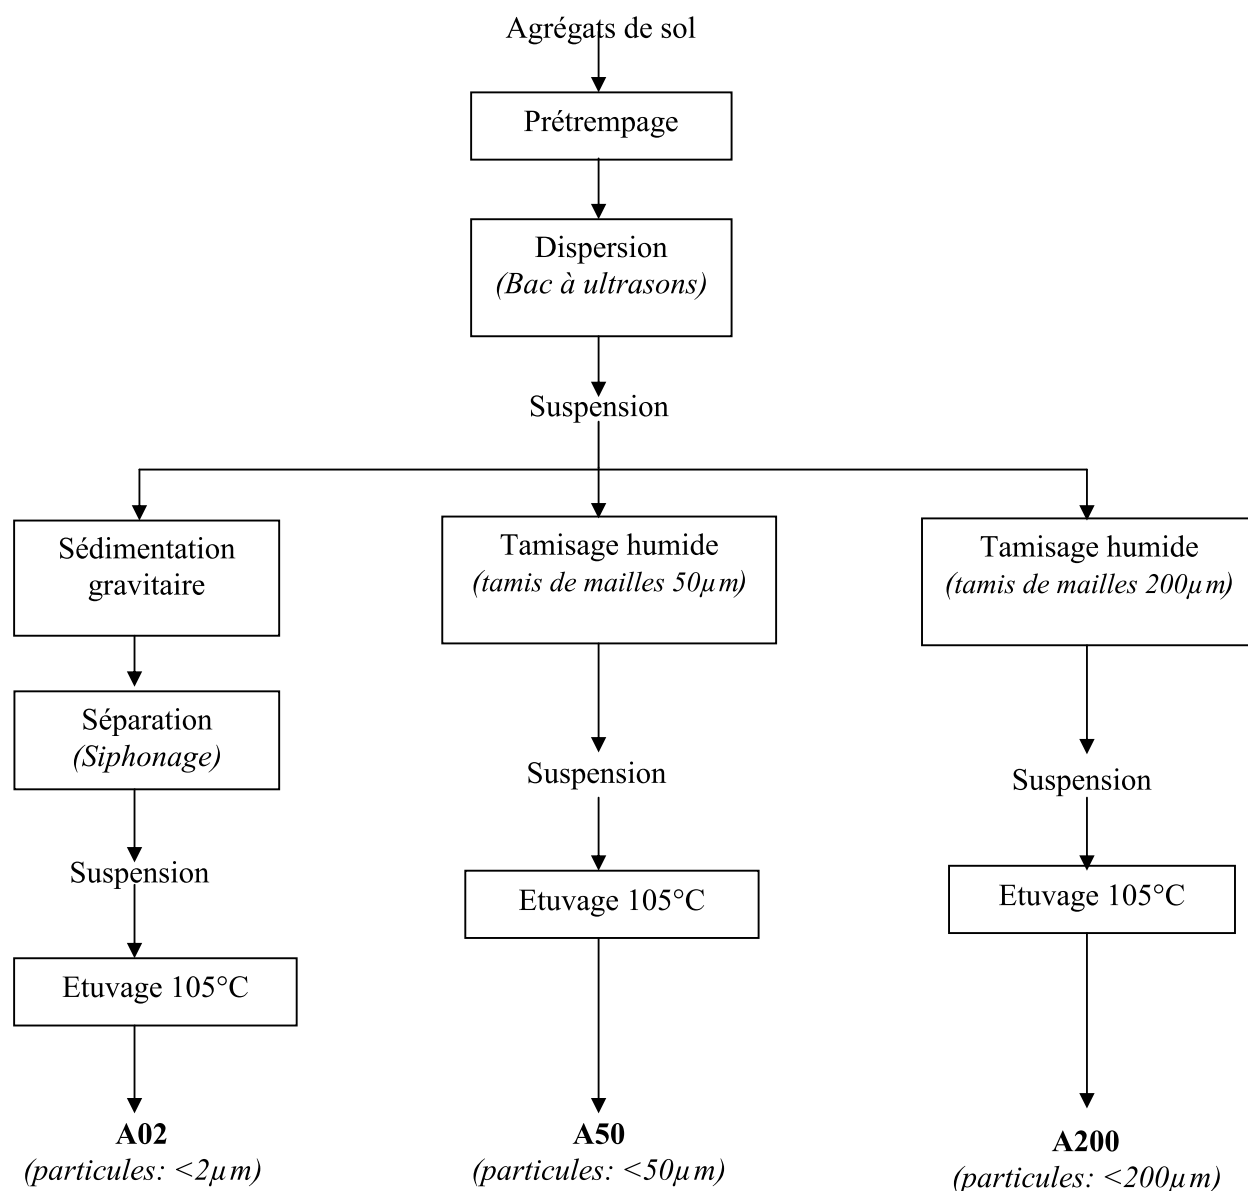 Agrégats de sol
Prétrempage
Dispersion
(Bac à ultrasons)
Suspension
Sédimentation
gravitaire
Séparation
(Siphonage)
Suspension
Etuvage 105°C
A02
(particules: <2µm)
Tamisage humide
(tamis de mailles 50µm)
Suspension
Etuvage 105°C
A50
(particules: <50µm)
Tamisage humide
(tamis de mailles 200µm)
Suspension
Etuvage 105°C
A200
(particules: <200µm)